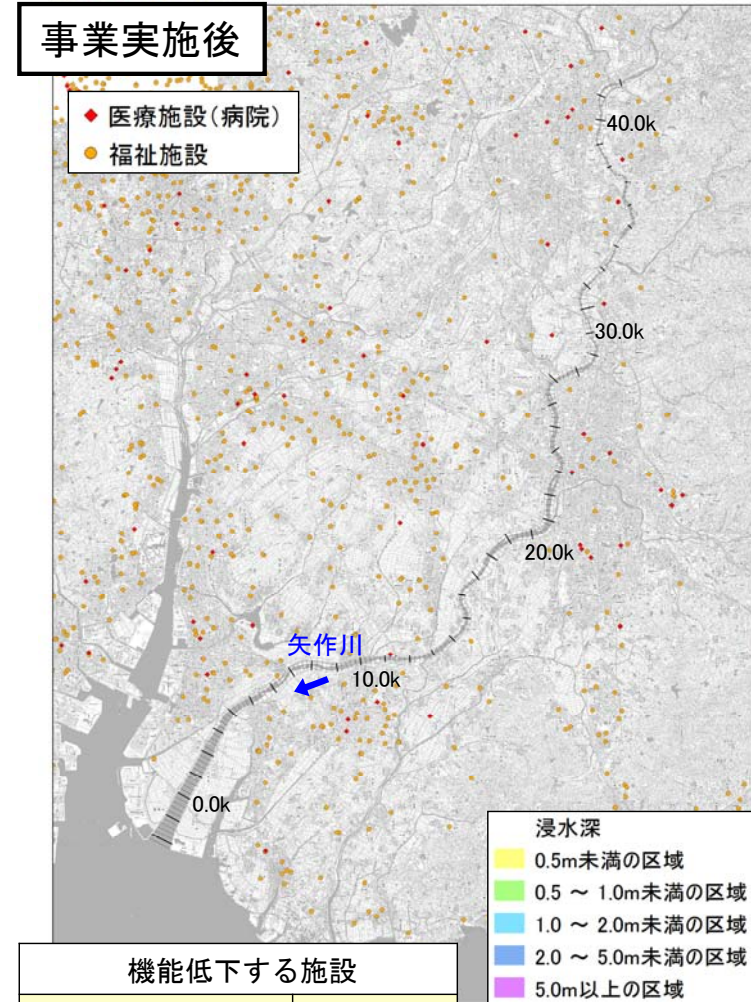 事業実施後
医療施設(病院)
福祉施設
40.0k
30.0k
20.0k
矢作川
10.0k
0.0k
浸水深
0.5m未満の区域
0.5 ～ 1.0m未満の区域
1.0 ～ 2.0m未満の区域
2.0 ～ 5.0m未満の区域
5.0m以上の区域
機能低下する施設